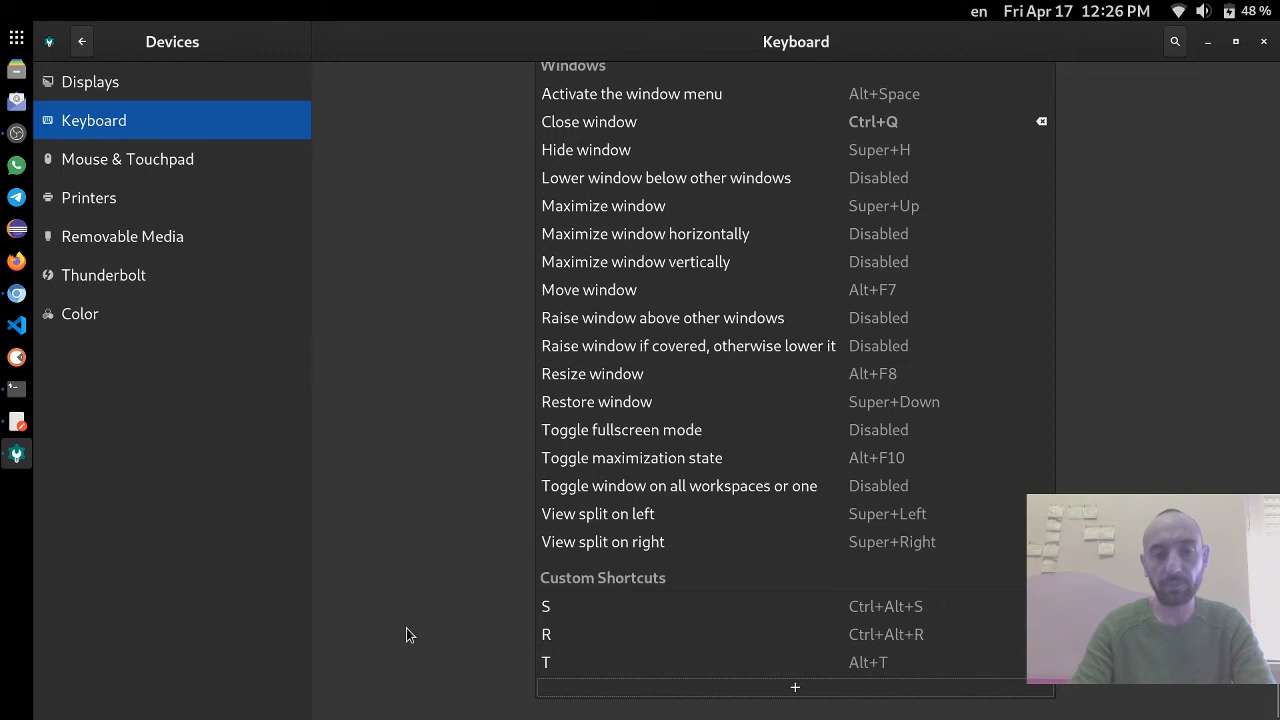 en Fri Apr 17 12:26 PM 48 %
Devices
Keyboard
Displays
Keyboard
Mouse & Touchpad
Printers
Removable Media
Thunderbolt
Color
Windows
Activate the window menu Alt+Space
Close window Ctrl+Q
Hide window Super+H
Lower window below other windows Disabled
Maximize window Super+Up
Maximize window horizontally Disabled
Maximize window vertically Disabled
Move window Alt+F7
Raise window above other windows Disabled
Raise window if covered, otherwise lower it Disabled
Resize window Alt+F8
Restore window Super+Down
Toggle fullscreen mode Disabled
Toggle maximization state Alt+F10
Toggle window on all workspaces or one Disabled
View split on left Super+Left
View split on right Super+Right
Custom Shortcuts
S Ctrl+Alt+S
R Ctrl+Alt+R
T Alt+T
+